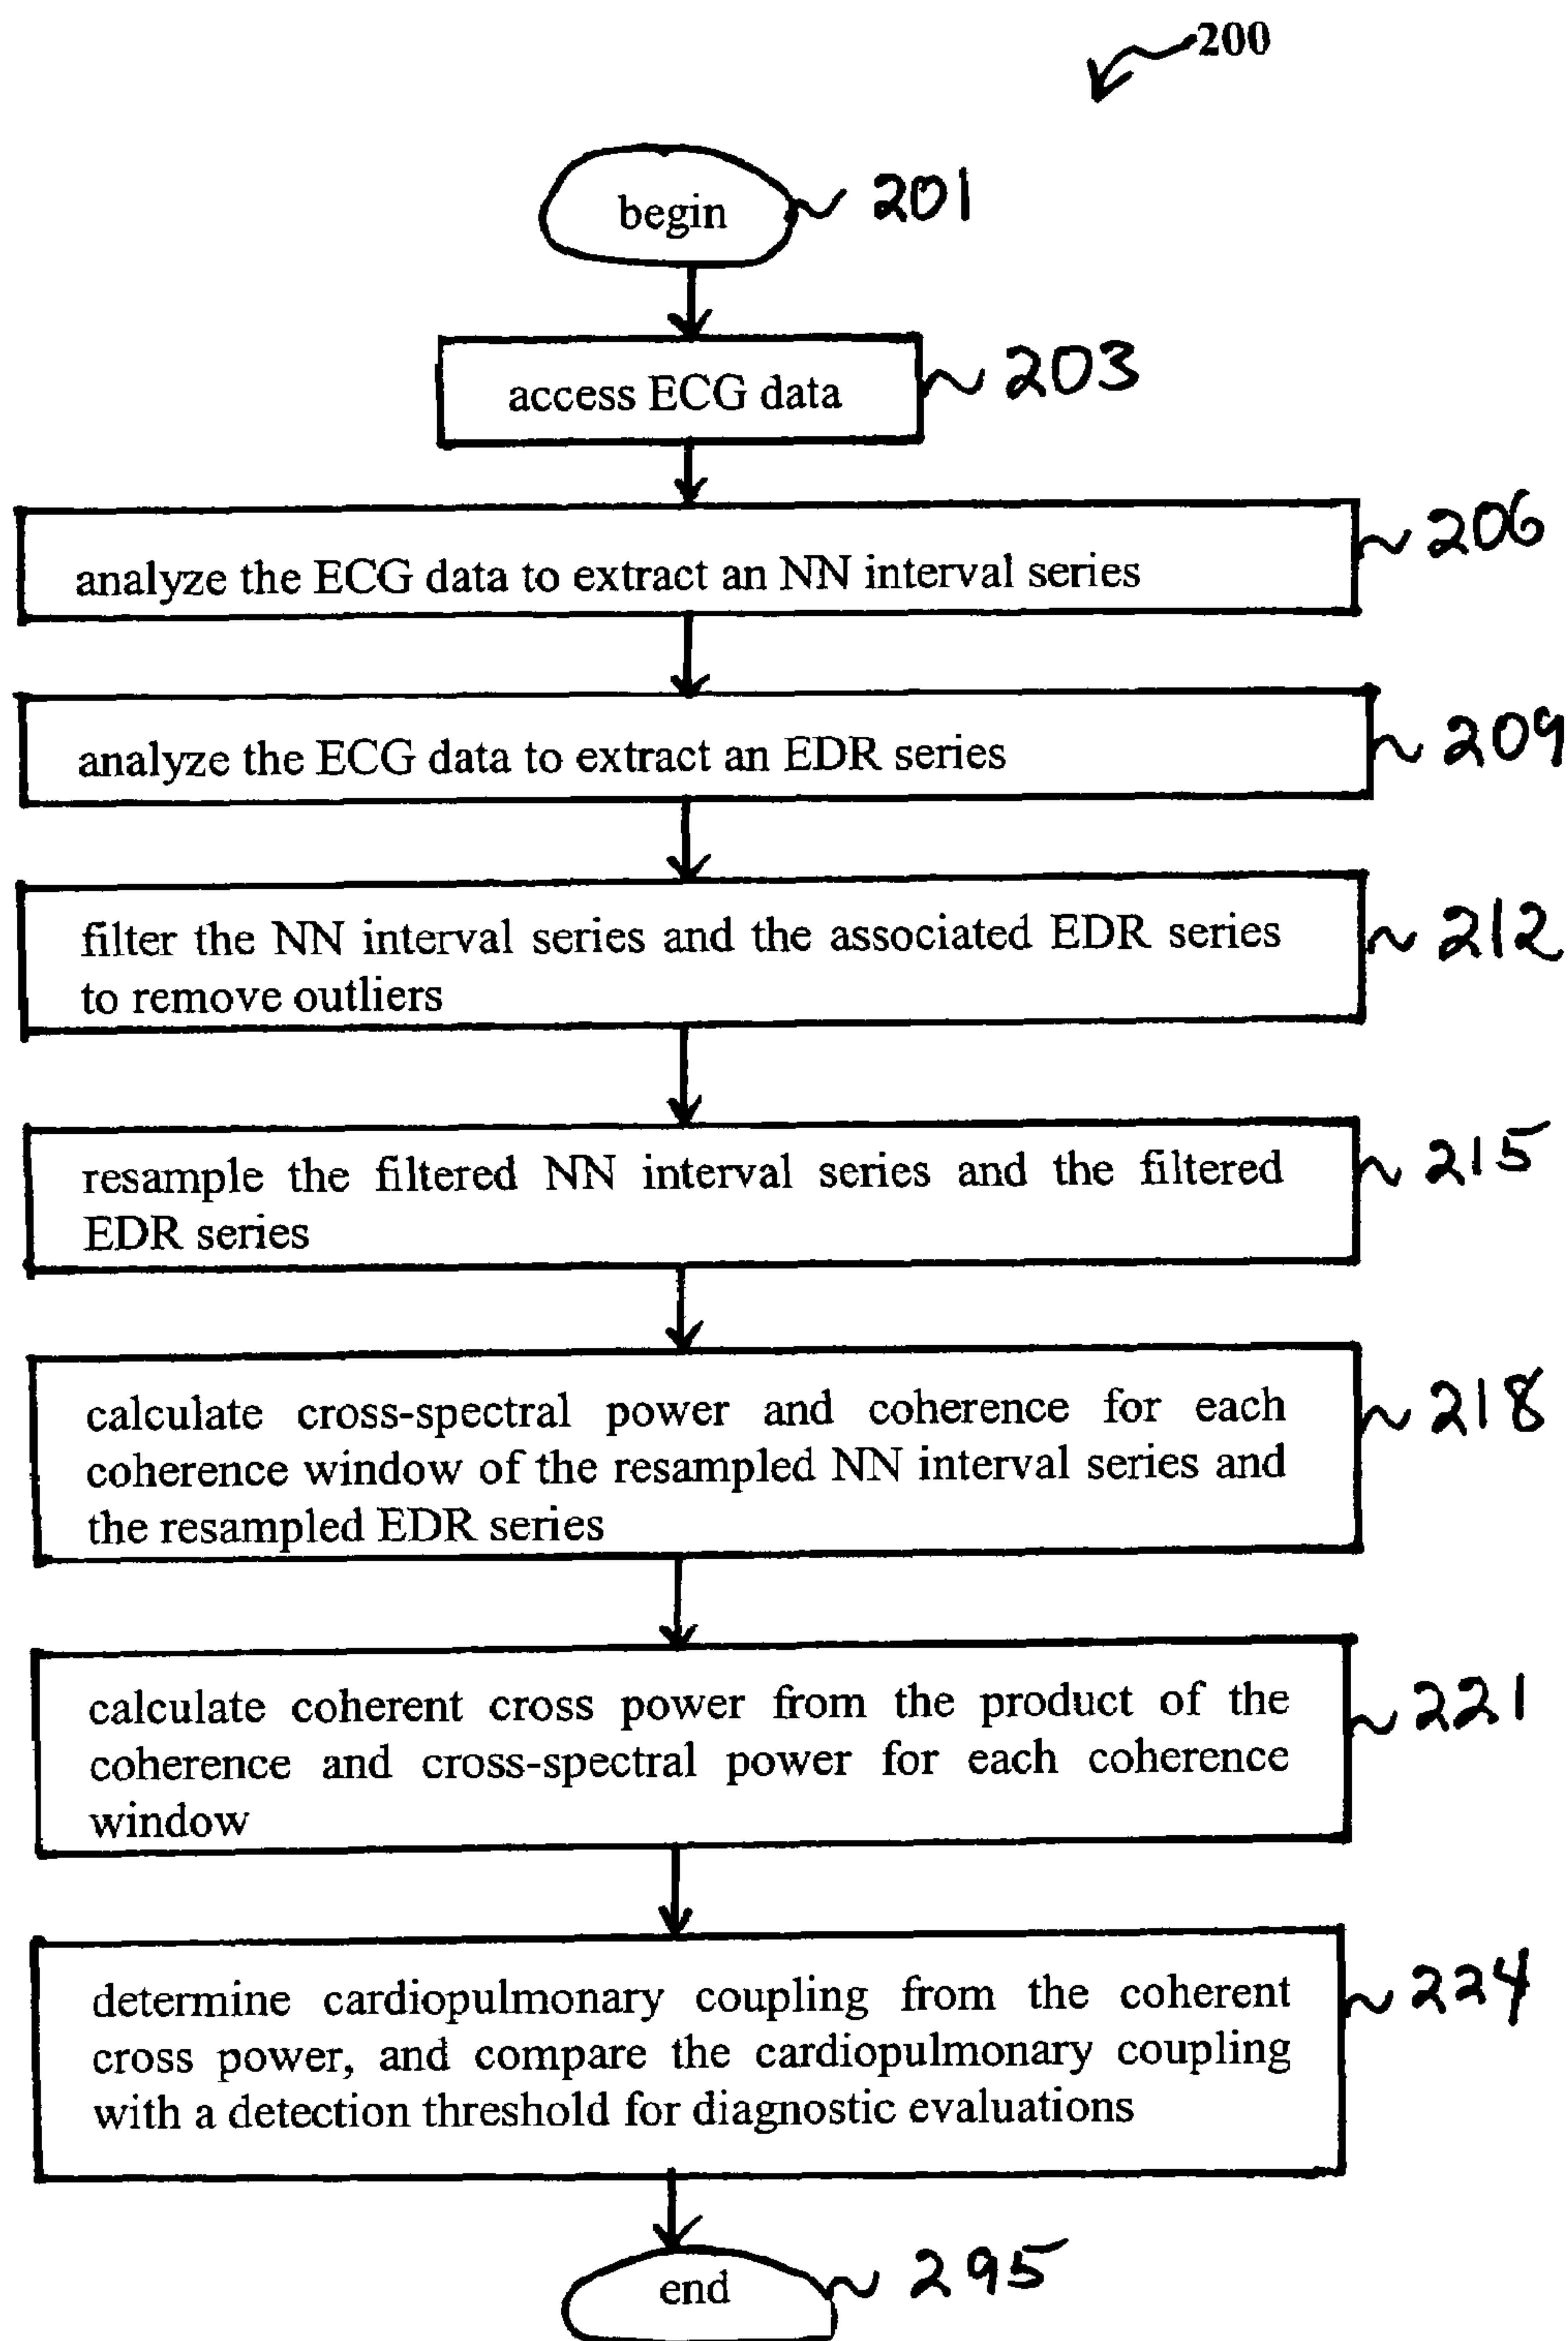 200
begin
201
access ECG data
203
analyze the ECG data to extract an NN interval series
206
analyze the ECG data to extract an EDR series
209
filter the NN interval series and the associated EDR series
to remove outliers
212
resample the filtered NN interval series and the filtered
EDR series
215
calculate cross-spectral power and coherence for each
coherence window of the resampled NN interval series and
the resampled EDR series
218
calculate coherent cross power from the product of the
coherence and cross-spectral power for each coherence
window
221
determine cardiopulmonary coupling from the coherent
cross power, and compare the cardiopulmonary coupling
with a detection threshold for diagnostic evaluations
224
end
295